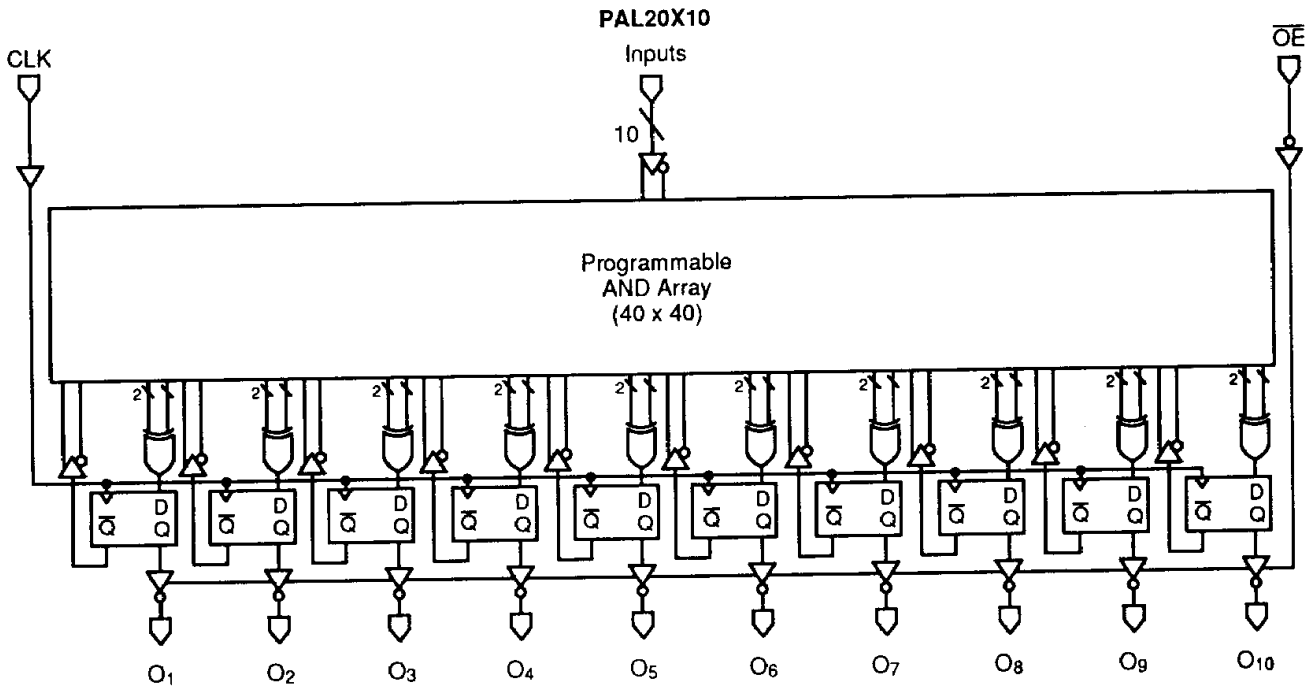 PAL20X10
CLK
Inputs
O̅E̅
10
Programmable
AND Array
(40 x 40)
2 2 2 2 2 2 2 2 2 2
D D D D D D D D D D
Q̅ Q Q̅ Q Q̅ Q Q̅ Q Q̅ Q Q̅ Q Q̅ Q Q̅ Q Q̅ Q Q̅ Q
O₁ O₂ O₃ O₄ O₅ O₆ O₇ O₈ O₉ O₁₀